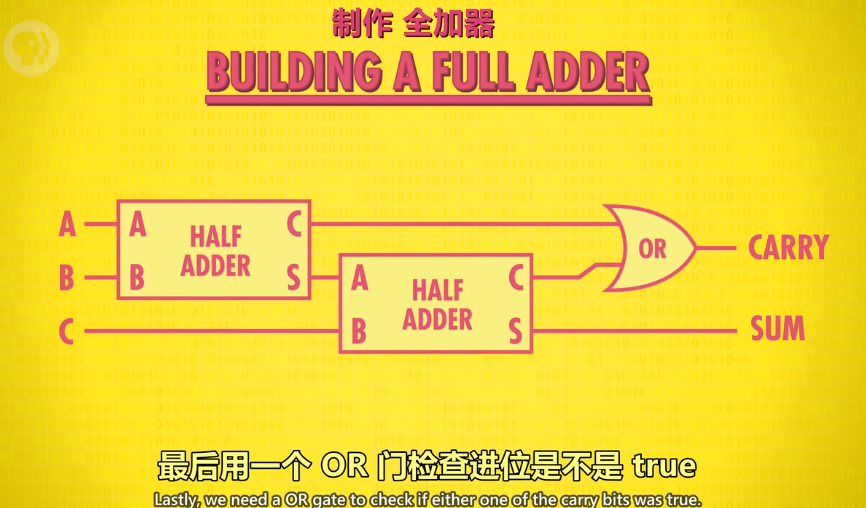 制作 全加器
BUILDING A FULL ADDER
A
A
HALF
ADDER
C
OR
CARRY
B
B
S
A
HALF
ADDER
C
C
B
S
SUM
最后用一个 OR 门检查进位是不是 true
Lastly, we need a OR gate to check if either one of the carry bits was true.